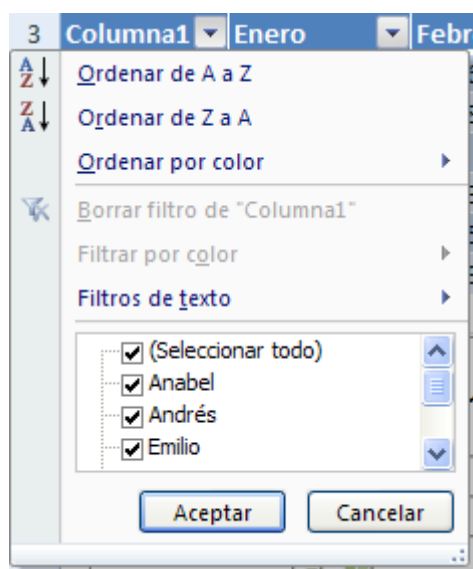 3 Columna1 Enero Febr
Ordenar de A a Z
Ordenar de Z a A
Ordenar por color
Borrar filtro de "Columna1"
Filtrar por color
Filtros de texto
(Seleccionar todo)
Anabel
Andrés
Emilio
Aceptar Cancelar